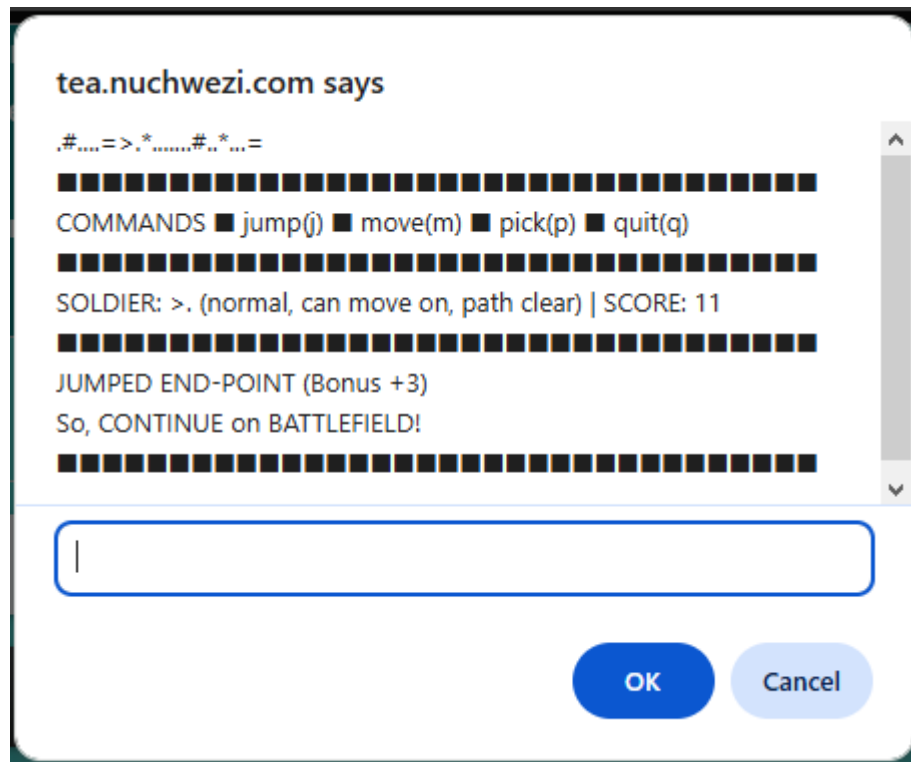 tea.nuchwezi.com says
.#....=>.*.......#..*...=
■■■■■■■■■■■■■■■■■■■■■■■■■■■■■■■■■■
COMMANDS ■ jump(j) ■ move(m) ■ pick(p) ■ quit(q)
■■■■■■■■■■■■■■■■■■■■■■■■■■■■■■■■■■
SOLDIER: >. (normal, can move on, path clear) | SCORE: 11
■■■■■■■■■■■■■■■■■■■■■■■■■■■■■■■■■■
JUMPED END-POINT (Bonus +3)
So, CONTINUE on BATTLEFIELD!
■■■■■■■■■■■■■■■■■■■■■■■■■■■■■■■■■■
OK Cancel